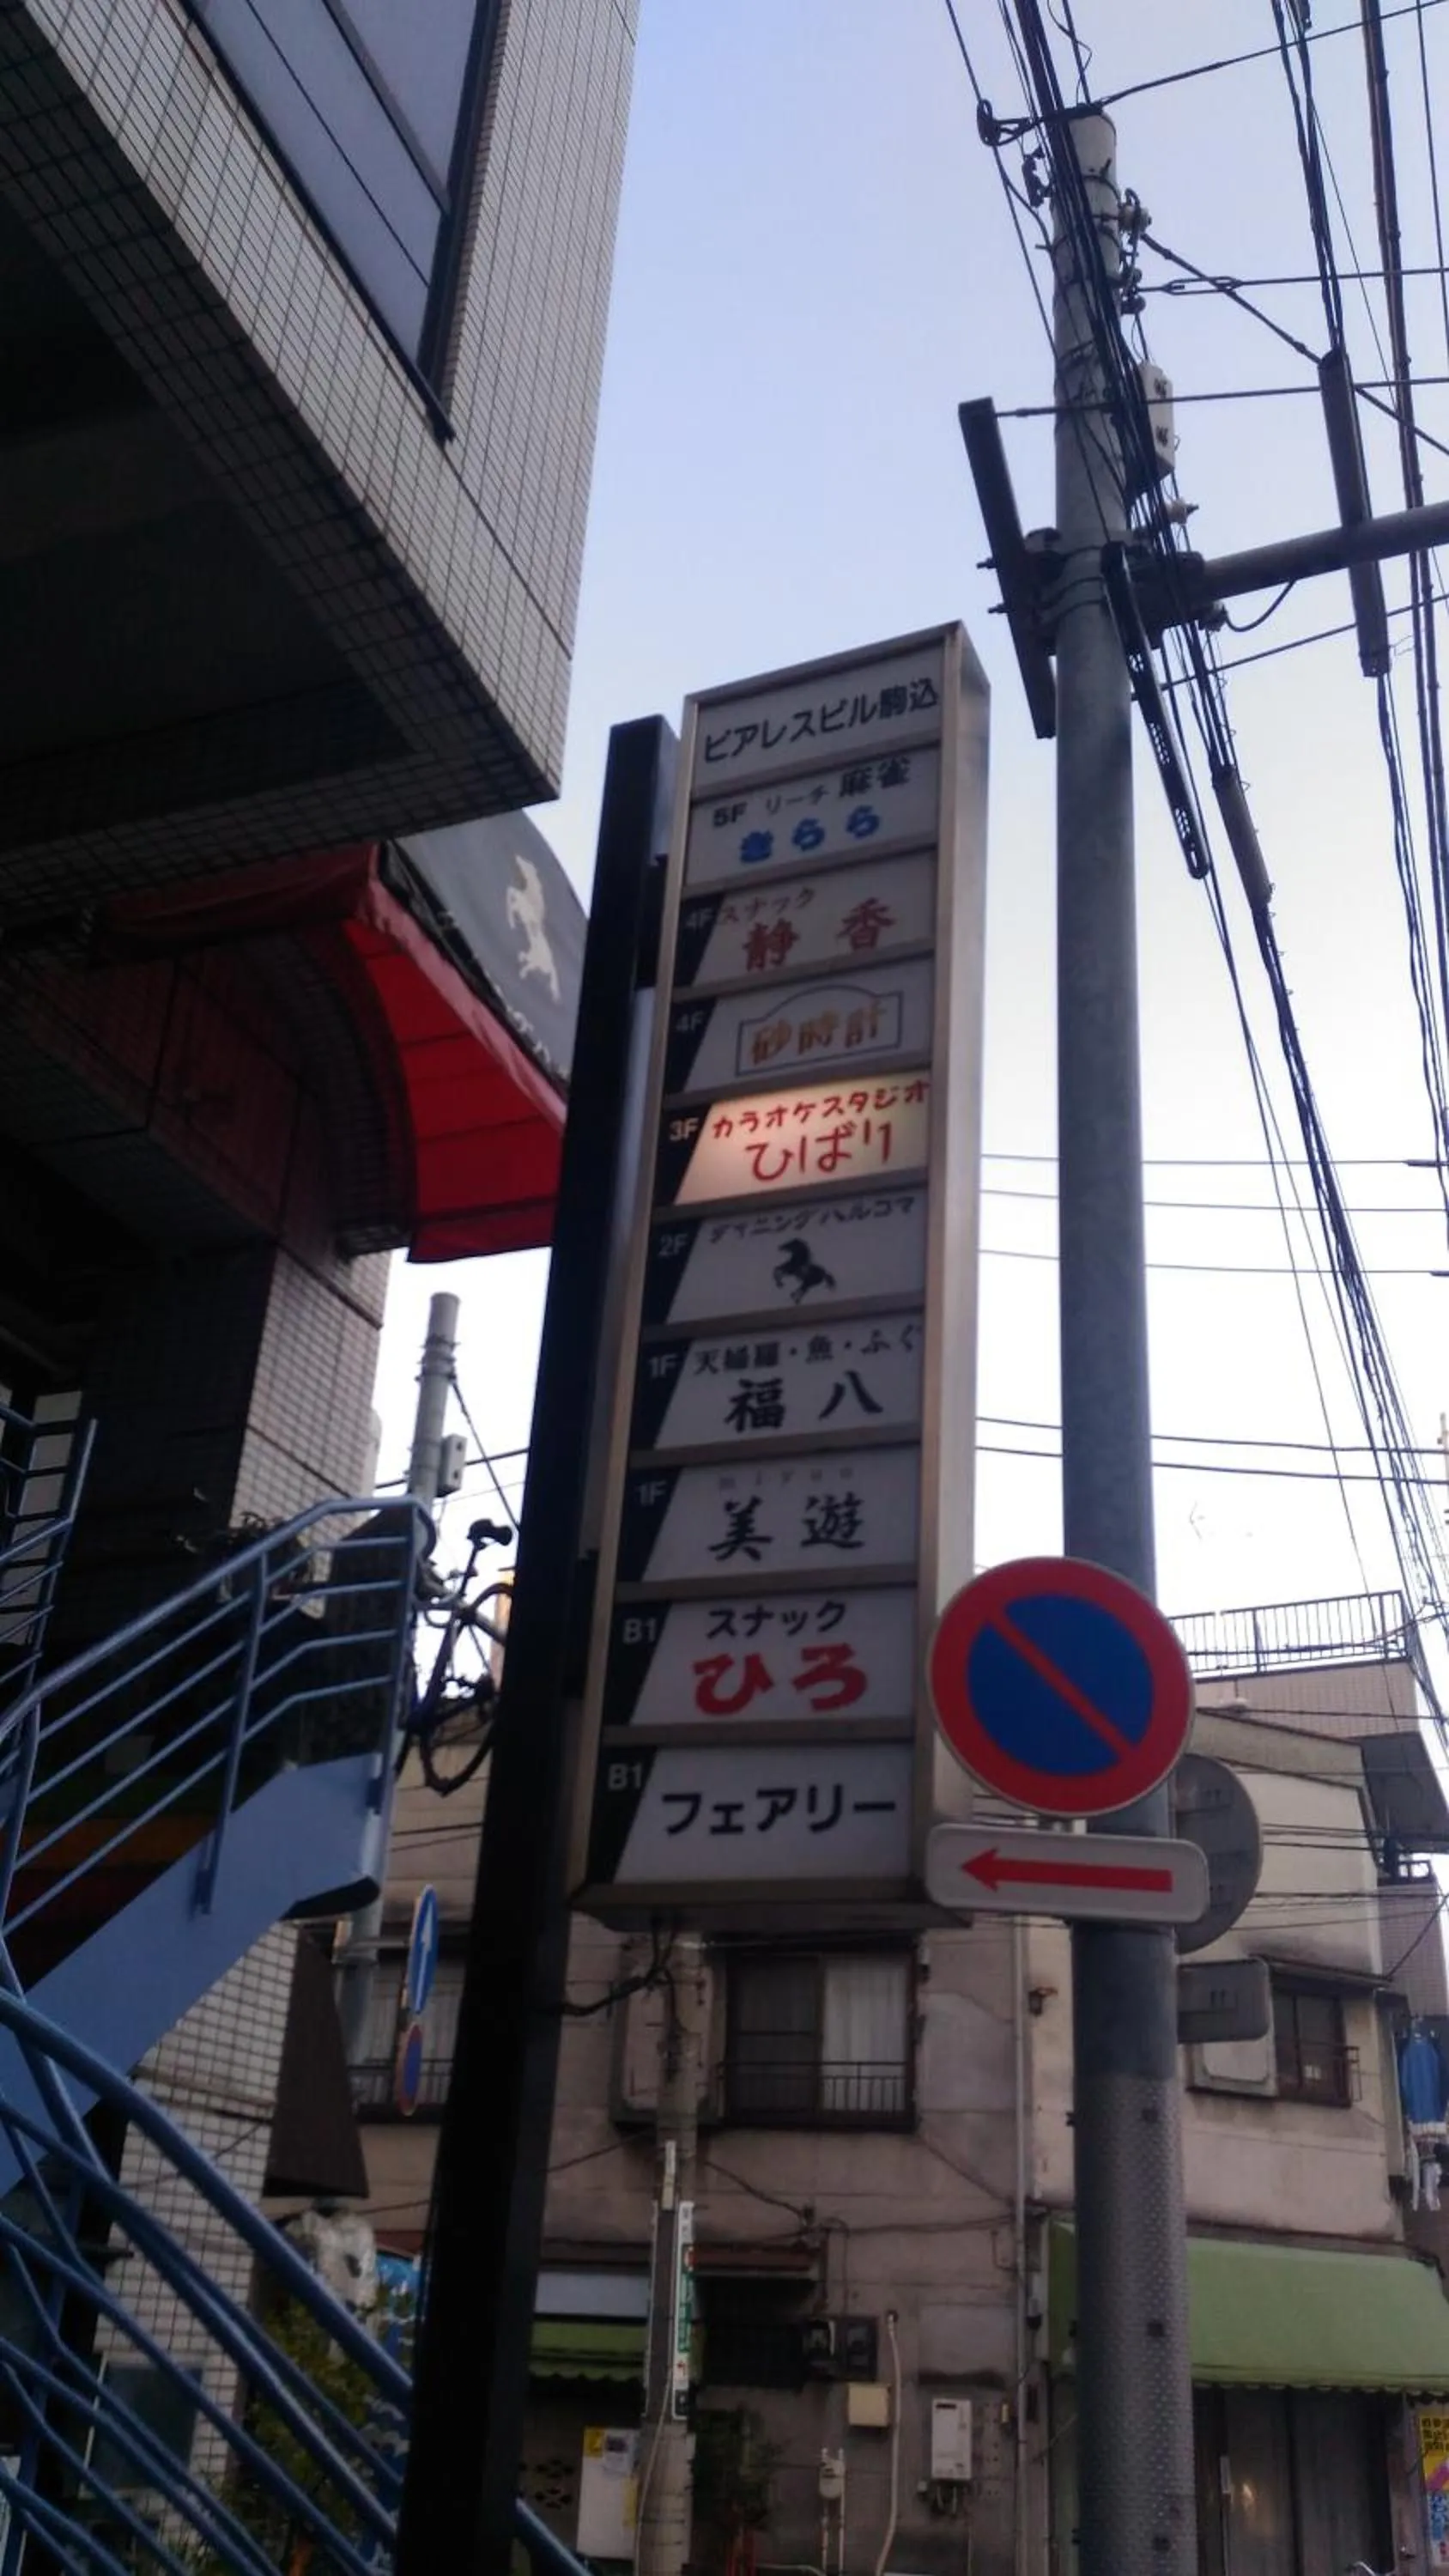 ピアレスビル駒込
5F リーチ 麻雀
きらら
4F スナック
静香
4F
砂時計
3F カラオケスタジオ
ひばり
2F ダイニングハルコマ
1F 天婦羅・魚・ふぐ
福八
1F miyuu
美遊
B1 スナック
ひろ
B1
フェアリー